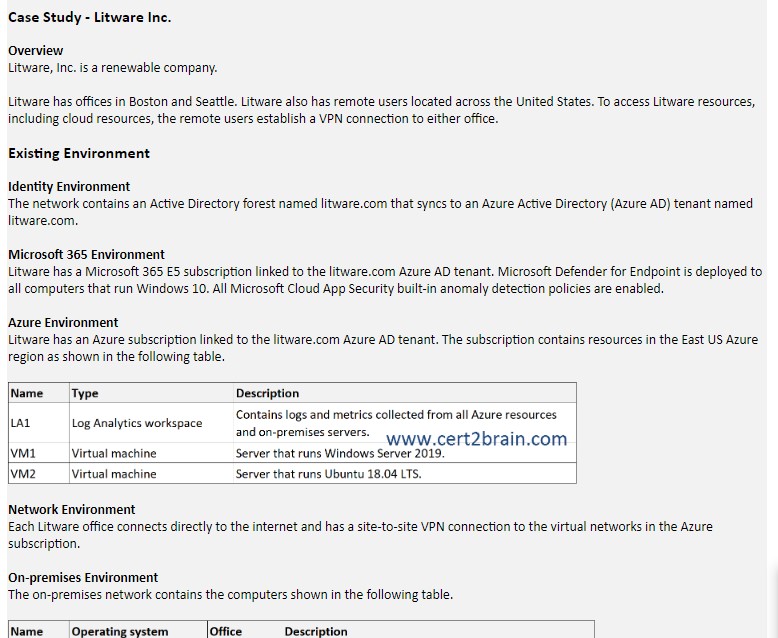 Case Study - Litware Inc.
Overview
Litware, Inc. is a renewable company.
Litware has offices in Boston and Seattle. Litware also has remote users located across the United States. To access Litware resources,
including cloud resources, the remote users establish a VPN connection to either office.
Existing Environment
Identity Environment
The network contains an Active Directory forest named litware.com that syncs to an Azure Active Directory (Azure AD) tenant named
litware.com.
Microsoft 365 Environment
Litware has a Microsoft 365 E5 subscription linked to the litware.com Azure AD tenant. Microsoft Defender for Endpoint is deployed to
all computers that run Windows 10. All Microsoft Cloud App Security built-in anomaly detection policies are enabled.
Azure Environment
Litware has an Azure subscription linked to the litware.com Azure AD tenant. The subscription contains resources in the East US Azure
region as shown in the following table.
Name Type Description
LA1 Log Analytics workspace Contains logs and metrics collected from all Azure resources
and on-premises servers.
www.cert2brain.com
VM1 Virtual machine Server that runs Windows Server 2019.
VM2 Virtual machine Server that runs Ubuntu 18.04 LTS.
Network Environment
Each Litware office connects directly to the internet and has a site-to-site VPN connection to the virtual networks in the Azure
subscription.
On-premises Environment
The on-premises network contains the computers shown in the following table.
Name Operating system Office Description